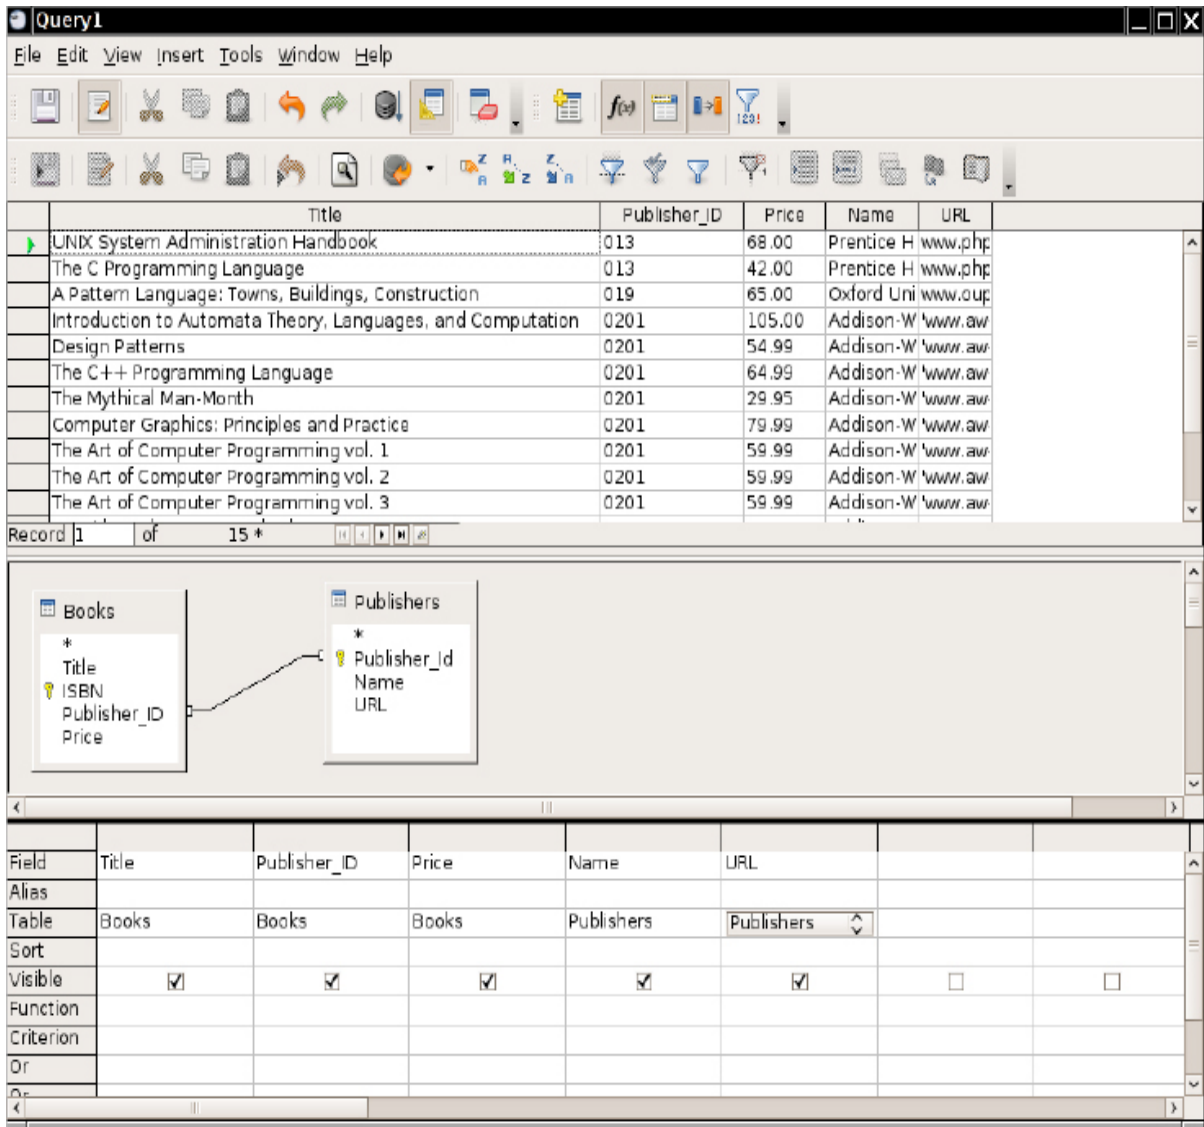 Query1
File Edit View Insert Tools Window Help
f(x) 123!
Z A A Z Z A
Title Publisher_ID Price Name URL
UNIX System Administration Handbook 013 68.00 Prentice H www.php
The C Programming Language 013 42.00 Prentice H www.php
A Pattern Language: Towns, Buildings, Construction 019 65.00 Oxford Uni www.oup
Introduction to Automata Theory, Languages, and Computation 0201 105.00 Addison-W www.aw
Design Patterns 0201 54.99 Addison-W www.aw
The C++ Programming Language 0201 64.99 Addison-W www.aw
The Mythical Man-Month 0201 29.95 Addison-W www.aw
Computer Graphics: Principles and Practice 0201 79.99 Addison-W www.aw
The Art of Computer Programming vol. 1 0201 59.99 Addison-W www.aw
The Art of Computer Programming vol. 2 0201 59.99 Addison-W www.aw
The Art of Computer Programming vol. 3 0201 59.99 Addison-W www.aw
Record 1 of 15 *
Books
*
Title
ISBN
Publisher_ID
Price
Publishers
*
Publisher_Id
Name
URL
Field Title Publisher_ID Price Name URL
Alias
Table Books Books Books Publishers Publishers
Sort
Visible
Function
Criterion
Or